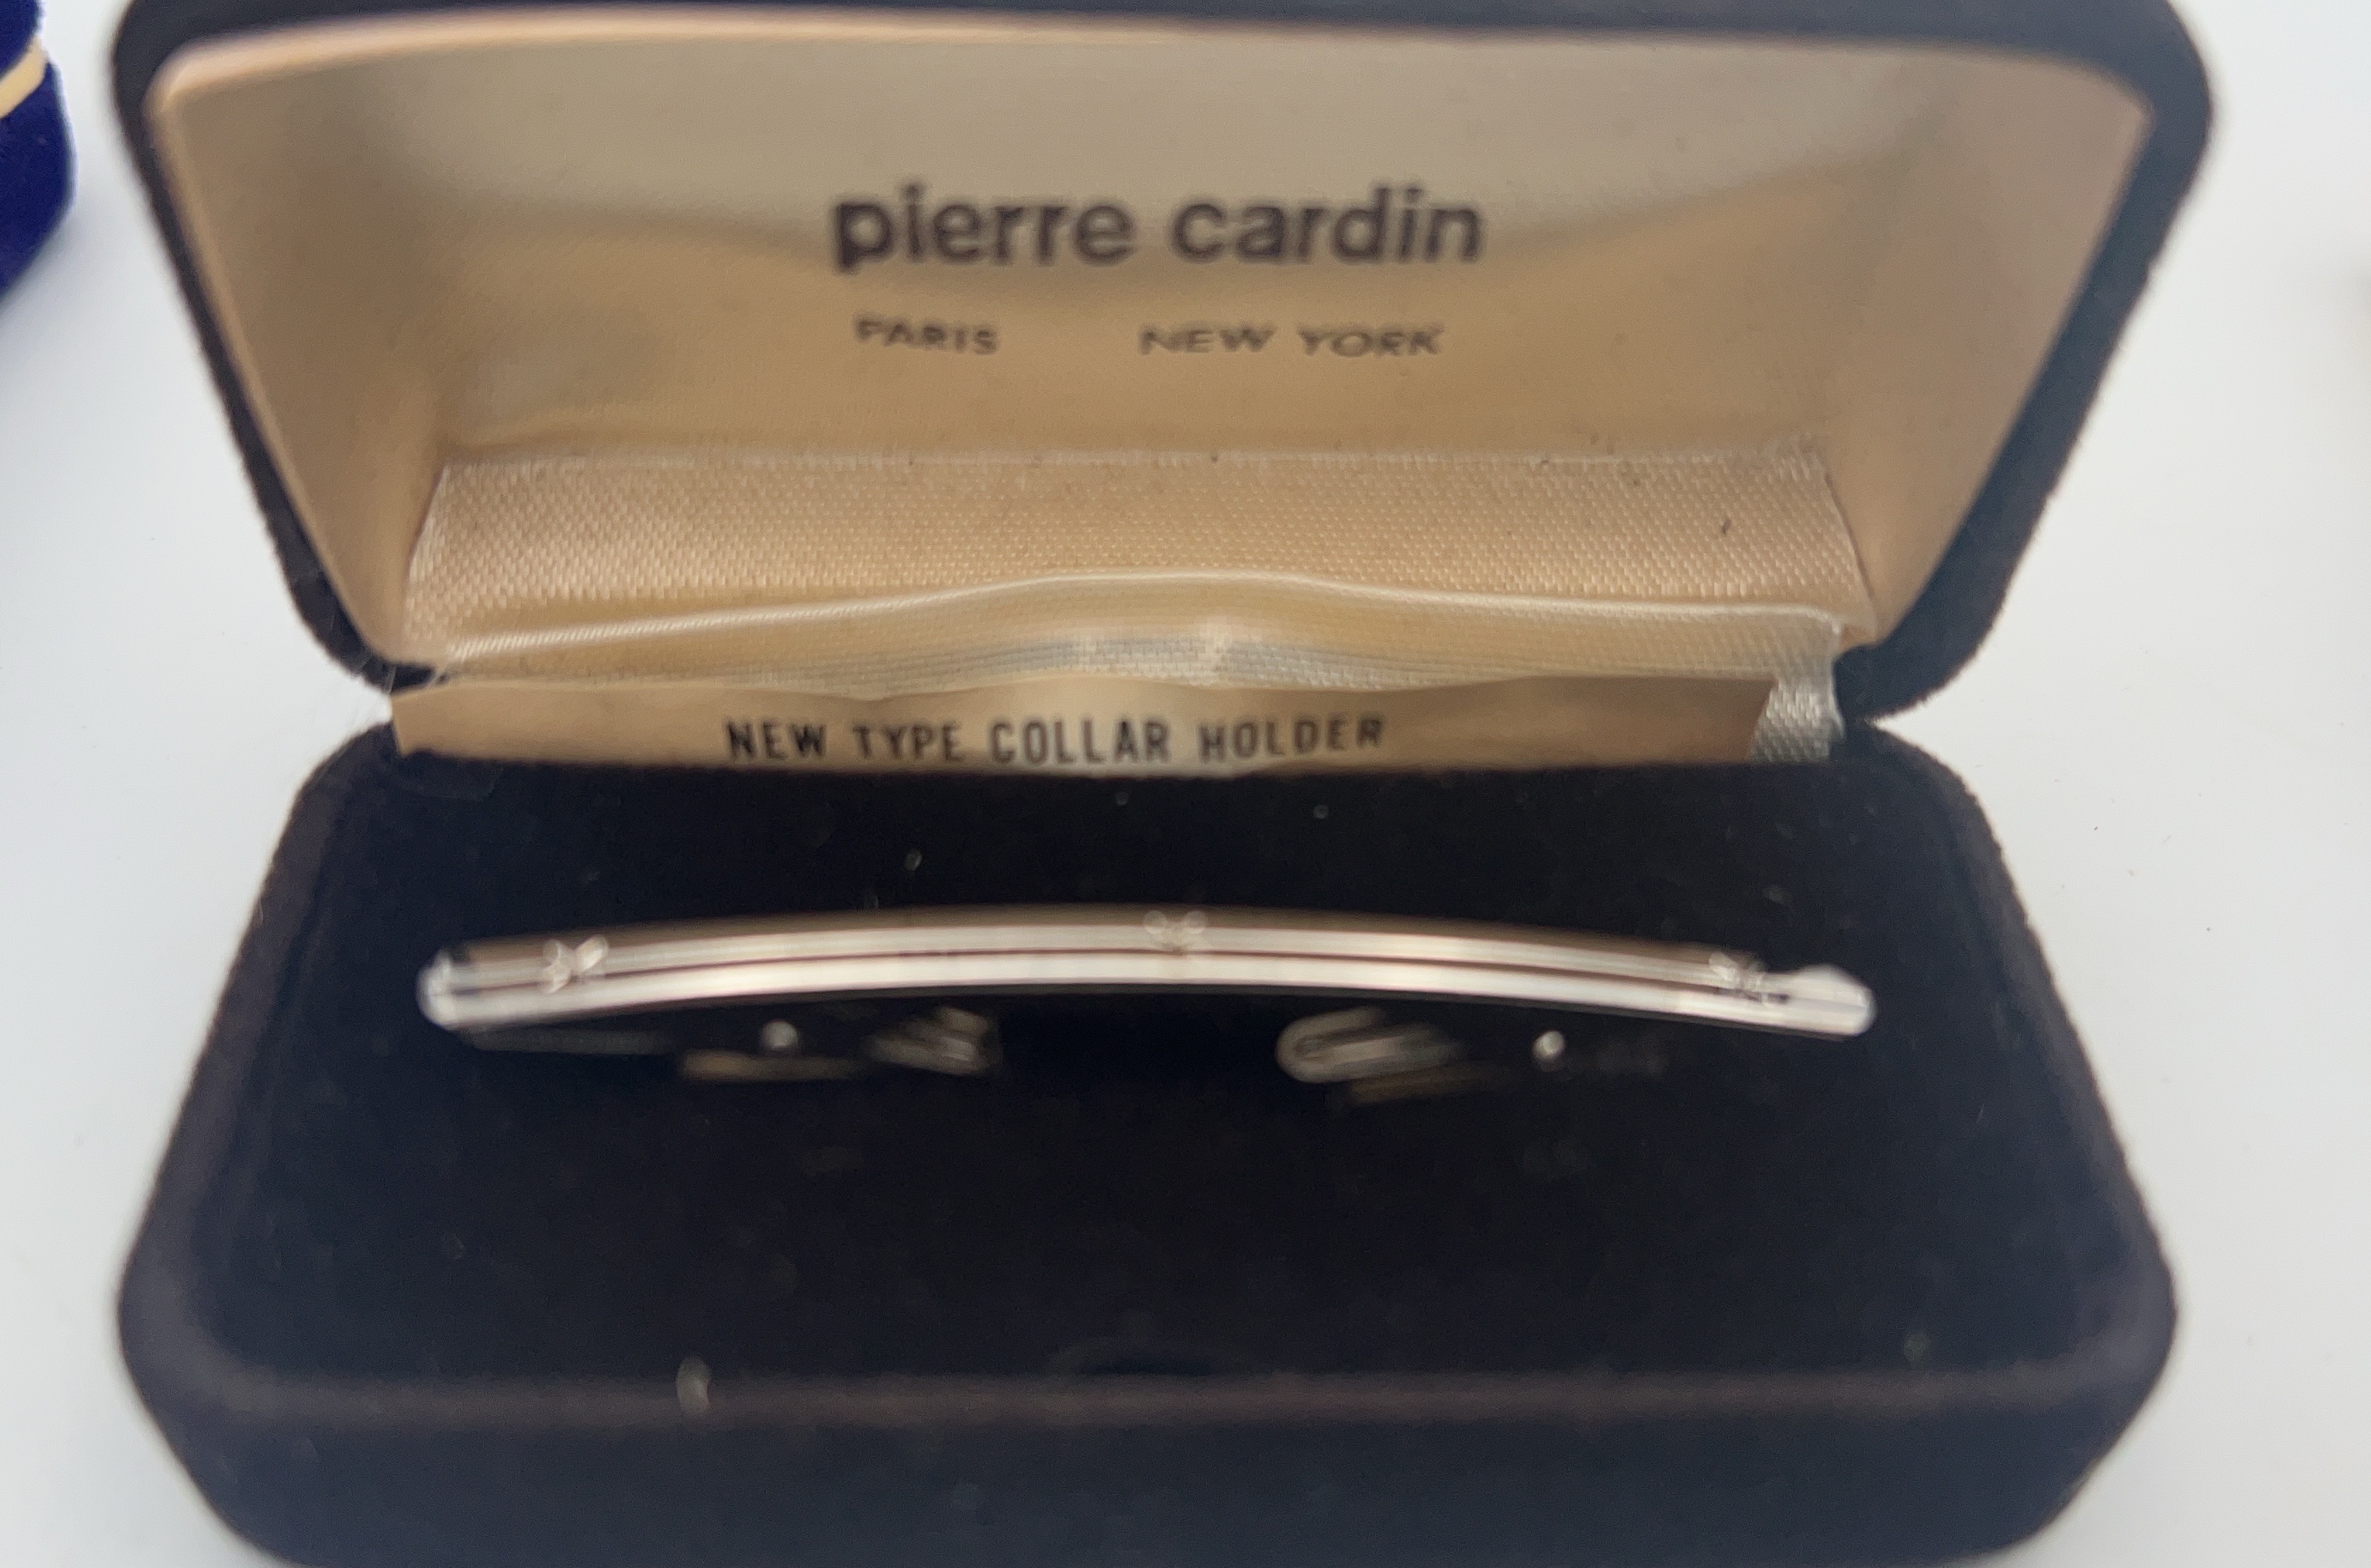 pierre cardin
PARIS NEW YORK
NEW TYPE COLLAR HOLDER